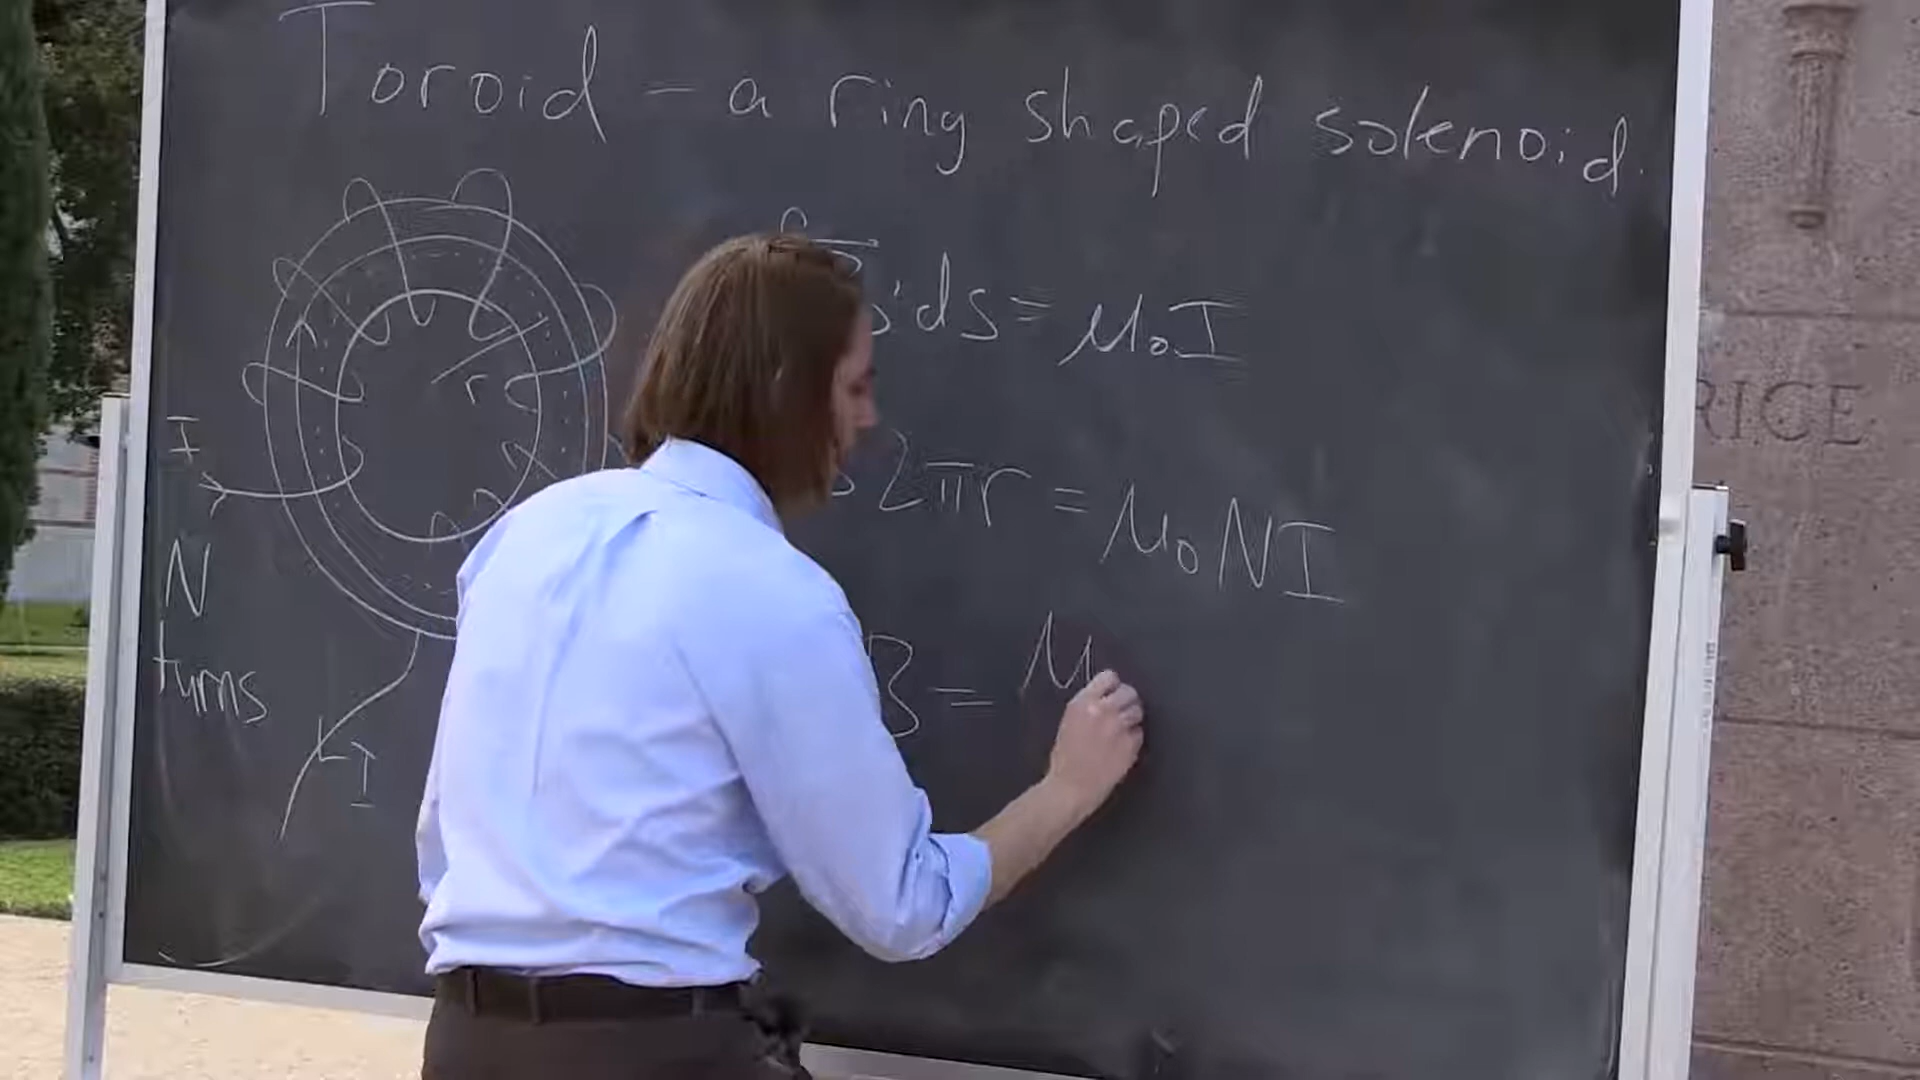 Toroid – a ring shaped solenoid.
ds = μ₀I
2πr = μ₀NI
B = μ
r
I
N
turns
I
RICE